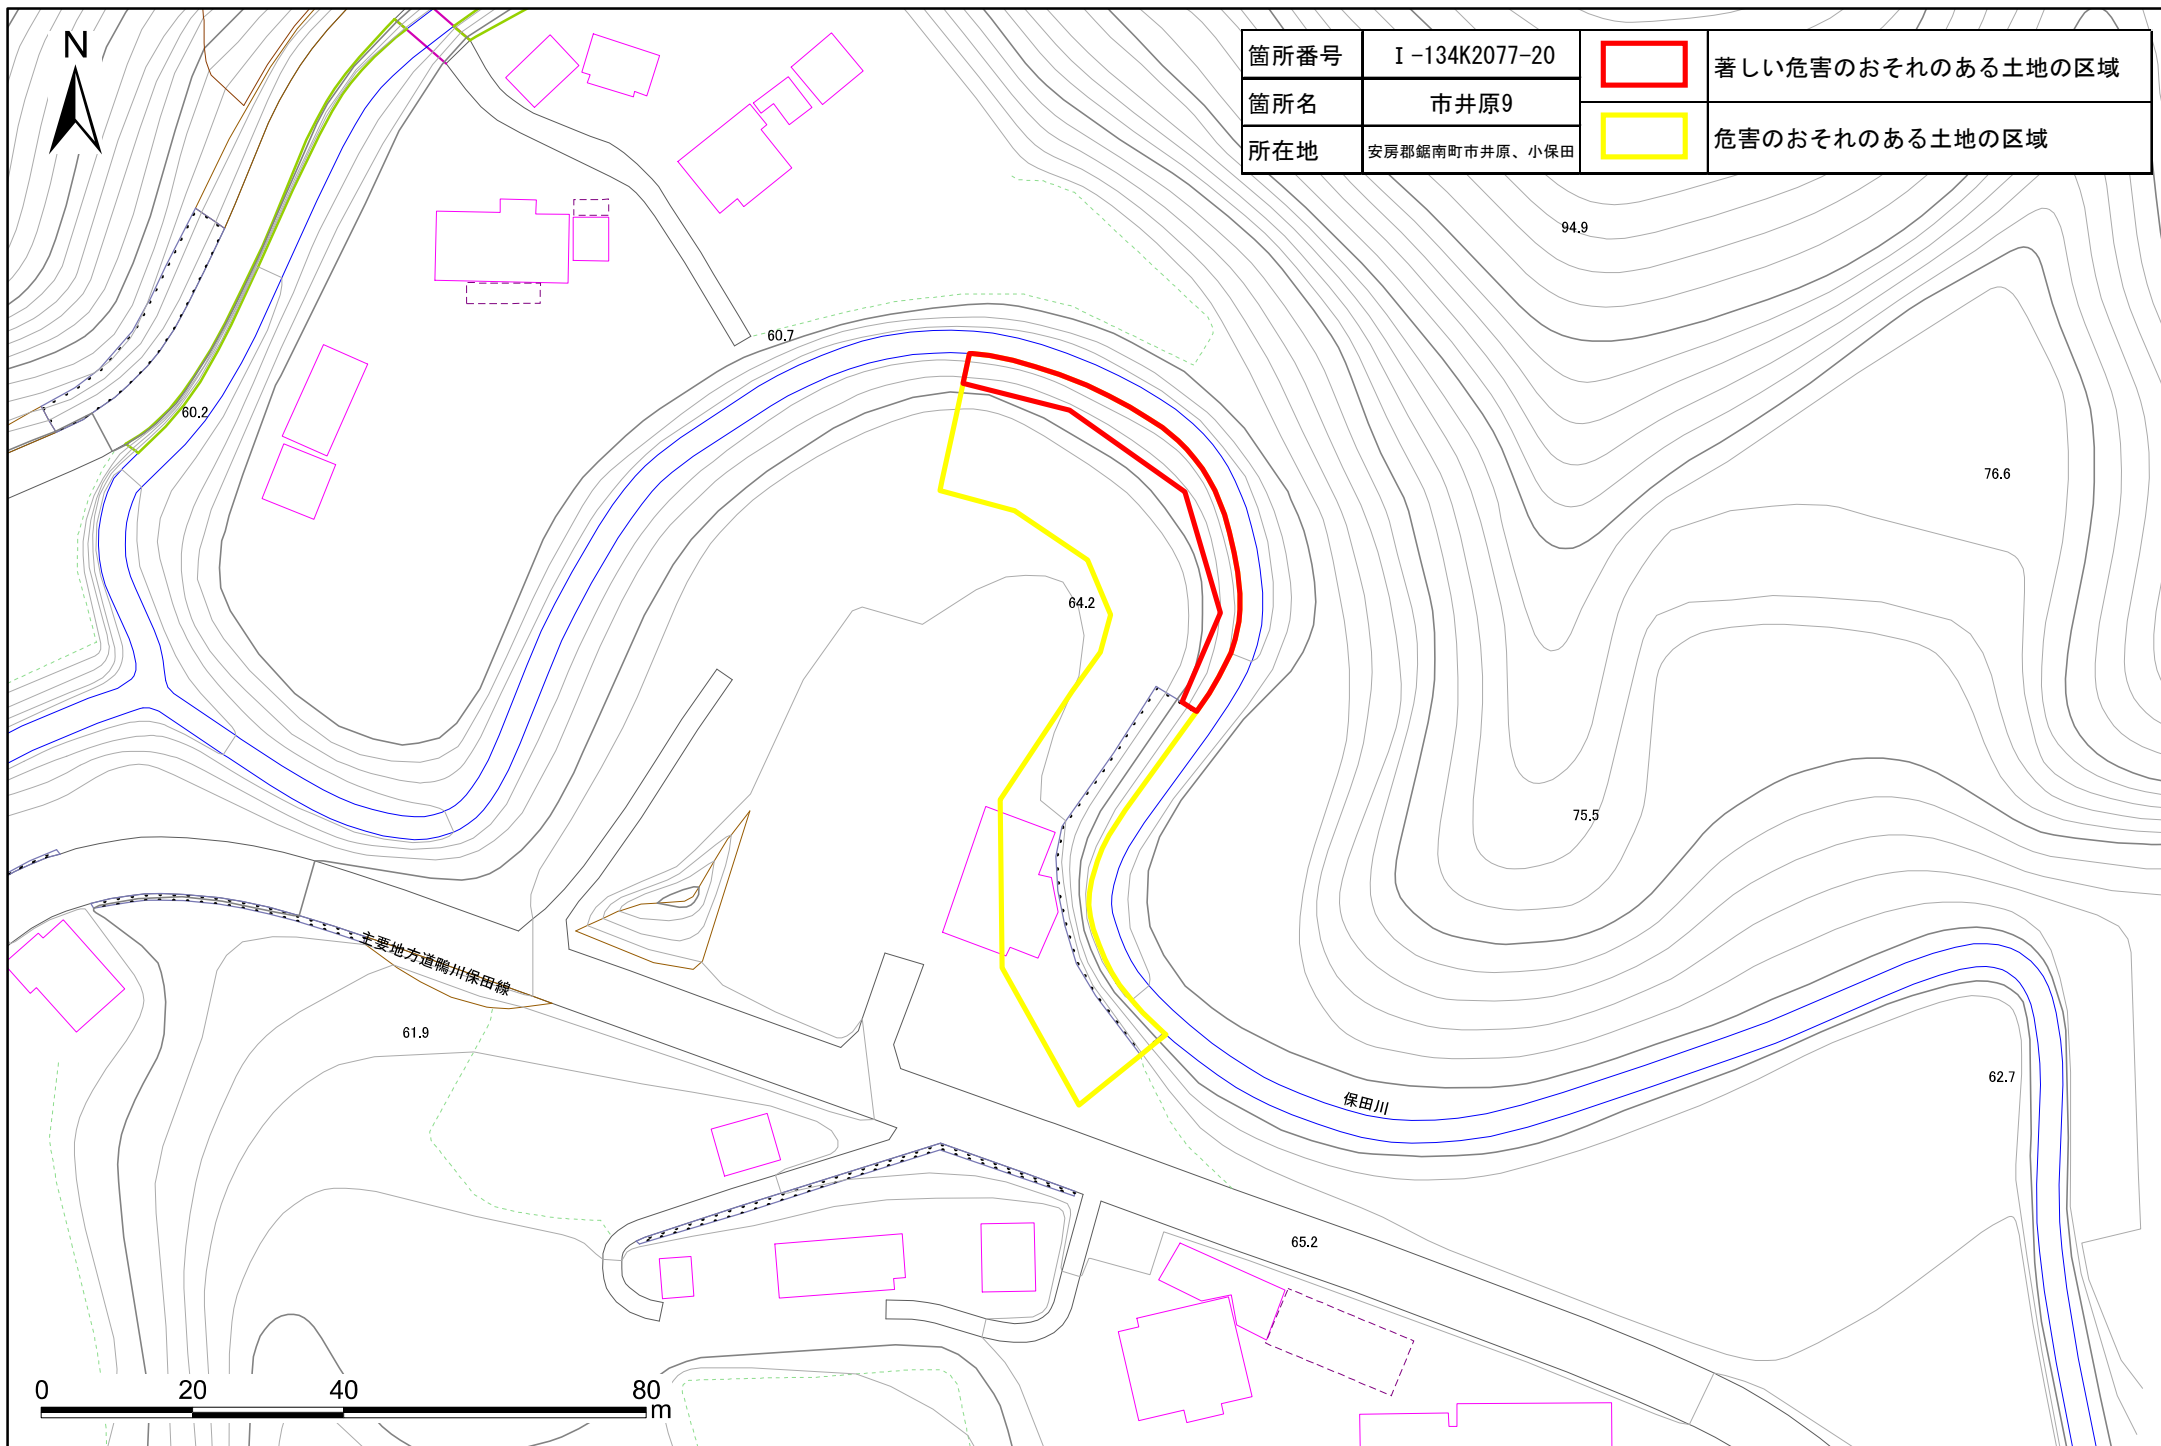 N
箇所番号 I-134K2077-20
箇所名 市井原9
所在地 安房郡鋸南町市井原、小保田
著しい危害のおそれのある土地の区域
危害のおそれのある土地の区域
94.9
60.7
60.2
76.6
64.2
75.5
主要地方道鴨川保田線
61.9
保田川
62.7
65.2
0 20 40 80
m